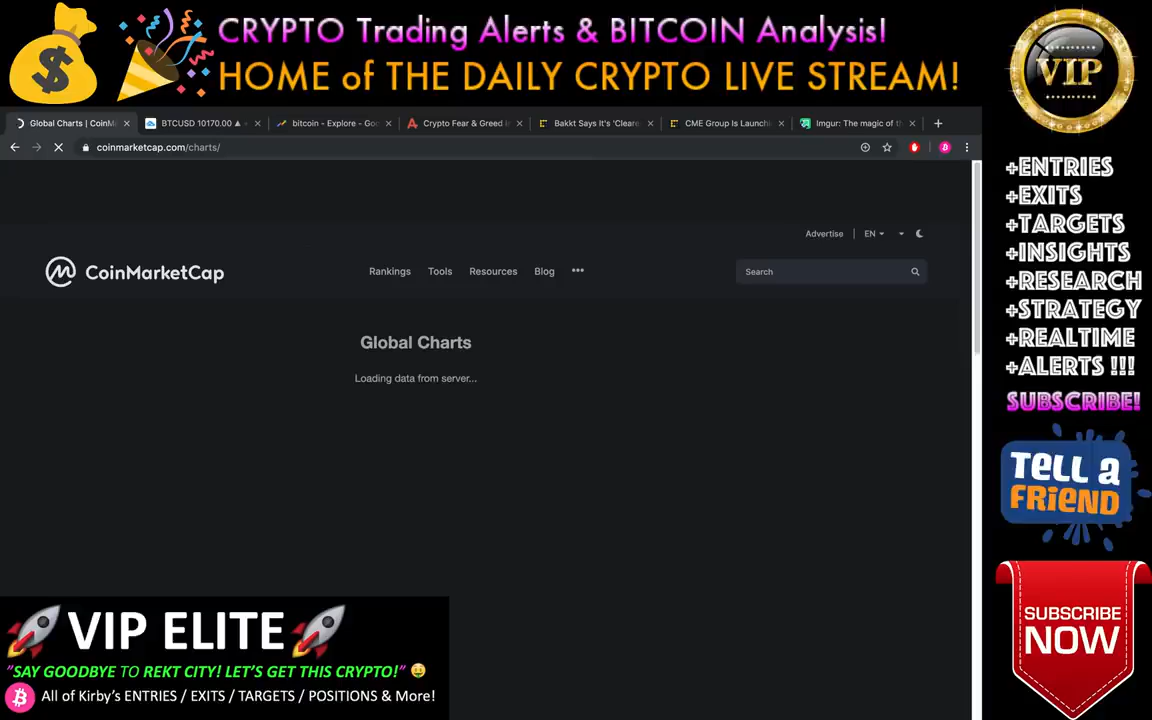 CRYPTO Trading Alerts & BITCOIN Analysis!
HOME of THE DAILY CRYPTO LIVE STREAM!
VIP
Global Charts | CoinM
BTCUSD 10170.00 ▲
bitcoin - Explore - Goo
Crypto Fear & Greed In
Bakkt Says It's 'Cleare
CME Group Is Launchi
Imgur: The magic of th
coinmarketcap.com/charts/
Advertise
EN
CoinMarketCap
Rankings
Tools
Resources
Blog
•••
Search
Global Charts
Loading data from server...
+ENTRIES
+EXITS
+TARGETS
+INSIGHTS
+RESEARCH
+STRATEGY
+REALTIME
+ALERTS !!!
SUBSCRIBE!
TELL a
FRiEND
SUBSCRIBE
NOW
VIP ELITE
"SAY GOODBYE TO REKT CITY! LET'S GET THIS CRYPTO!"
All of Kirby's ENTRIES / EXITS / TARGETS / POSITIONS & More!